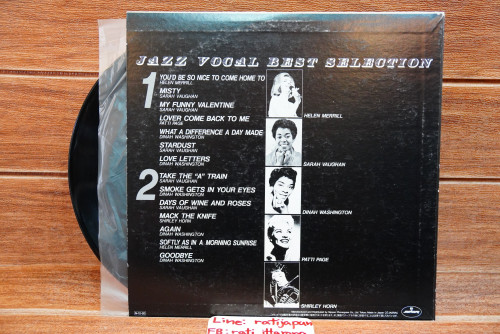 JAZZ VOCAL BEST SELECTION
1
YOU'D BE SO NICE TO COME HOME TO
HELEN MERRILL
MISTY
SARAH VAUGHAN
MY FUNNY VALENTINE
SARAH VAUGHAN
LOVER COME BACK TO ME
PATTI PAGE
WHAT A DIFFERENCE A DAY MADE
DINAH WASHINGTON
STARDUST
SARAH VAUGHAN
LOVE LETTERS
DINAH WASHINGTON
2
TAKE THE "A" TRAIN
SARAH VAUGHAN
SMOKE GETS IN YOUR EYES
DINAH WASHINGTON
DAYS OF WINE AND ROSES
SARAH VAUGHAN
MACK THE KNIFE
SHIRLEY HORN
AGAIN
DINAH WASHINGTON
SOFTLY AS IN A MORNING SUNRISE
HELEN MERRILL
GOODBYE
DINAH WASHINGTON
HELEN MERRILL
SARAH VAUGHAN
DINAH WASHINGTON
PATTI PAGE
SHIRLEY HORN
Line: ratijapan